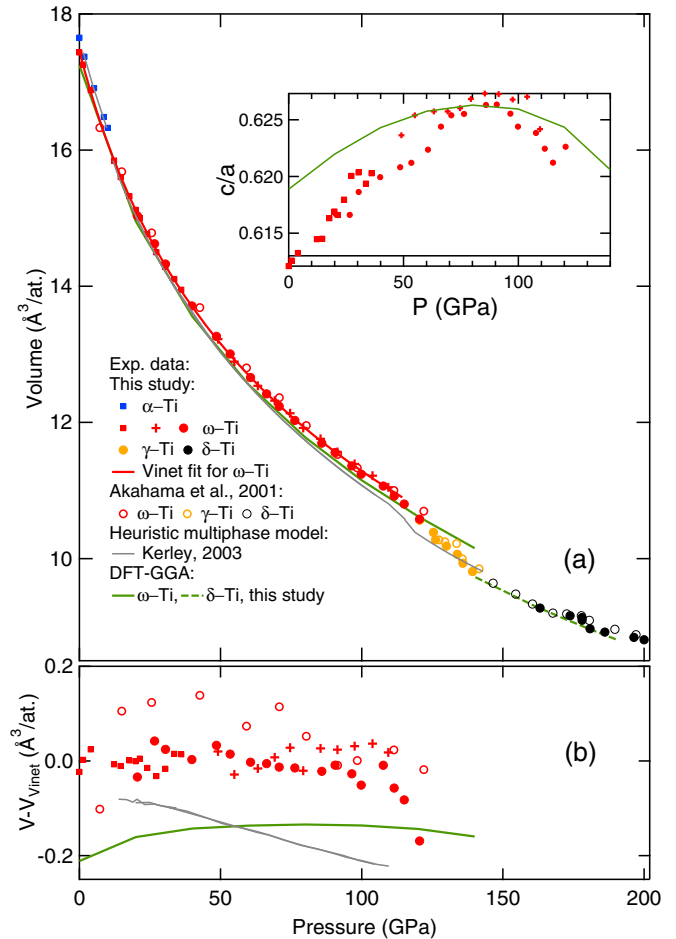 18
16
14
12
10
Volume (Å³/at.)
0.625
0.620
0.615
c/a
0
50
100
P (GPa)
Exp. data:
This study:
α–Ti
ω–Ti
γ–Ti δ–Ti
Vinet fit for ω–Ti
Akahama et al., 2001:
ω–Ti γ–Ti δ–Ti
Heuristic multiphase model:
Kerley, 2003
DFT-GGA:
ω–Ti, δ–Ti, this study
(a)
0.2
0.0
-0.2
V-V_Vinet (Å³/at.)
(b)
0
50
100
150
200
Pressure (GPa)